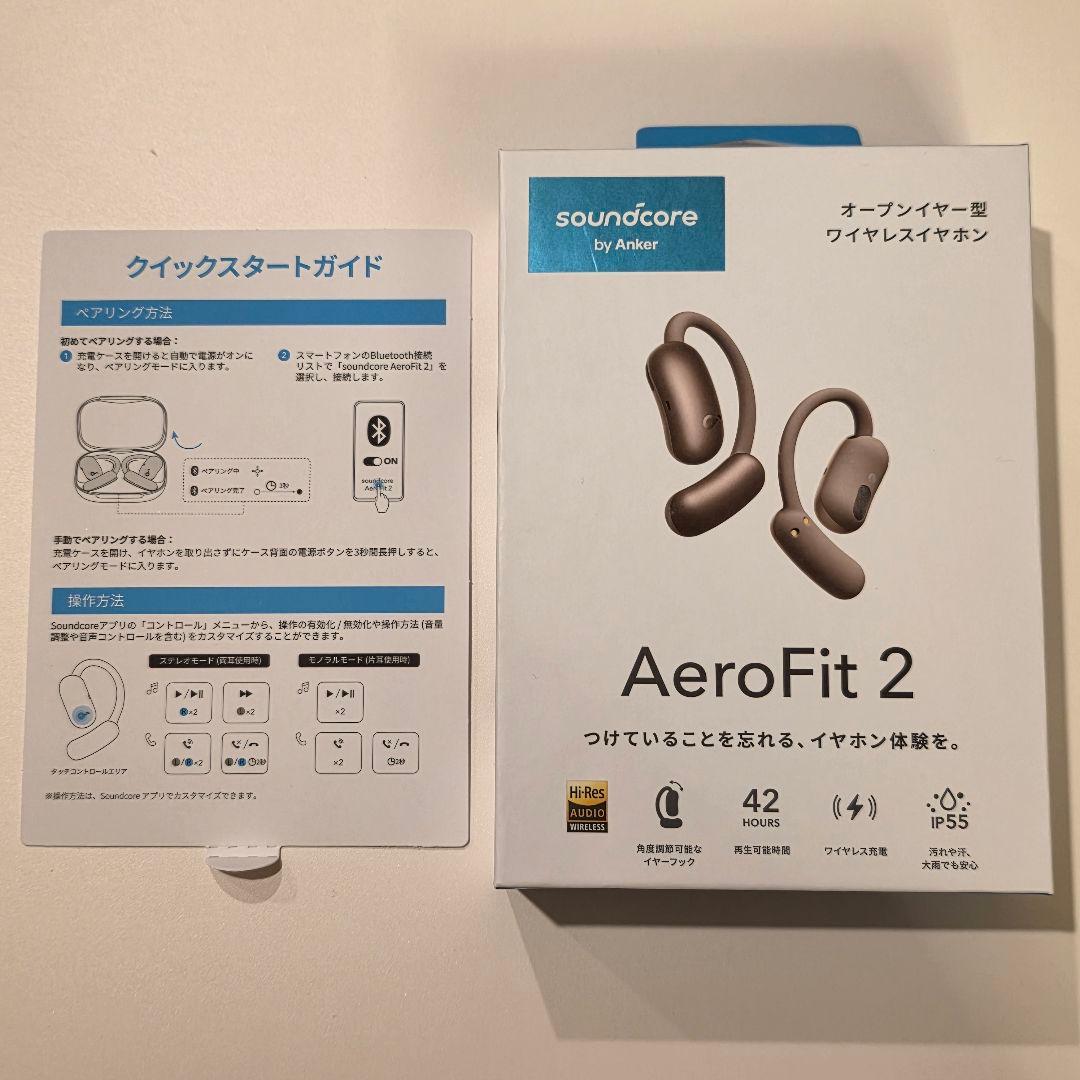 クイックスタートガイド
ペアリング方法
初めてペアリングする場合：
1 充電ケースを開けると自動で電源がオンに
なり、ペアリングモードに入ります。
2 スマートフォンのBluetooth接続
リストで「soundcore AeroFit 2」を
選択し、接続します。
ペアリング中
ペアリング完了
1秒
ON
soundcore
AeroFit 2
手動でペアリングする場合：
充電ケースを開け、イヤホンを取り出さずにケース背面の電源ボタンを3秒間長押しすると、
ペアリングモードに入ります。
操作方法
Soundcoreアプリの「コントロール」メニューから、操作の有効化 / 無効化や操作方法 (音量
調整や音声コントロールを含む) をカスタマイズすることができます。
ステレオモード (両耳使用時)
モノラルモード (片耳使用時)
R×2
L×2
×2
L/R×2
L/R 2秒
×2
2秒
タッチコントロールエリア
※操作方法は、Soundcore アプリでカスタマイズできます。
soundcore
by Anker
オープンイヤー型
ワイヤレスイヤホン
AeroFit 2
つけていることを忘れる、イヤホン体験を。
Hi-Res
AUDIO
WIRELESS
角度調節可能な
イヤーフック
42
HOURS
再生可能時間
ワイヤレス充電
IP55
汚れや汗、
大雨でも安心